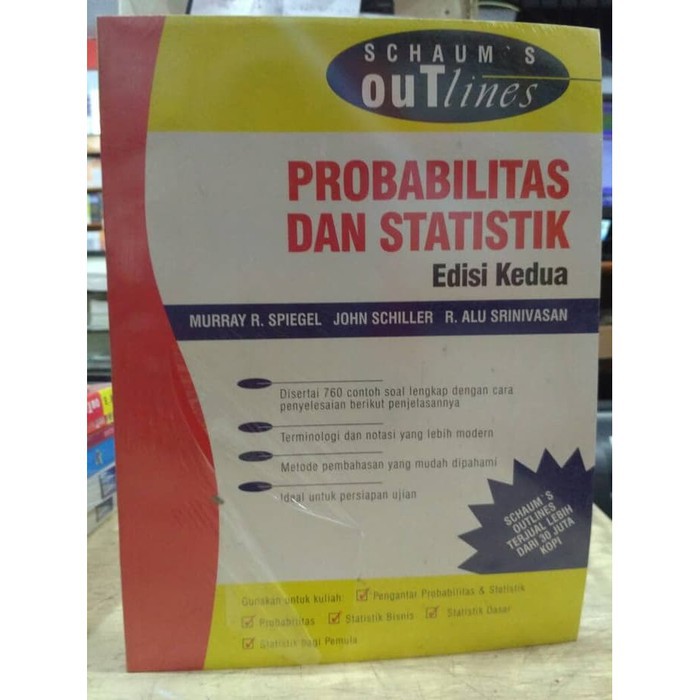 SCHAUM`S
ouTlines
PROBABILITAS
DAN STATISTIK
Edisi Kedua
MURRAY R. SPIEGEL JOHN SCHILLER R. ALU SRINIVASAN
Disertai 760 contoh soal lengkap dengan cara
penyelesaian berikut penjelasannya
Terminologi dan notasi yang lebih modern
Metode pembahasan yang mudah dipahami
Ideal untuk persiapan ujian
SCHAUM`S
OUTLINES
TERJUAL LEBIH
DARI 30 JUTA
KOPI
Gunakan untuk kuliah: Pengantar Probabilitas & Statistik
Probabilitas Statistik Bisnis Statistik Dasar
Statistik bagi Pemula